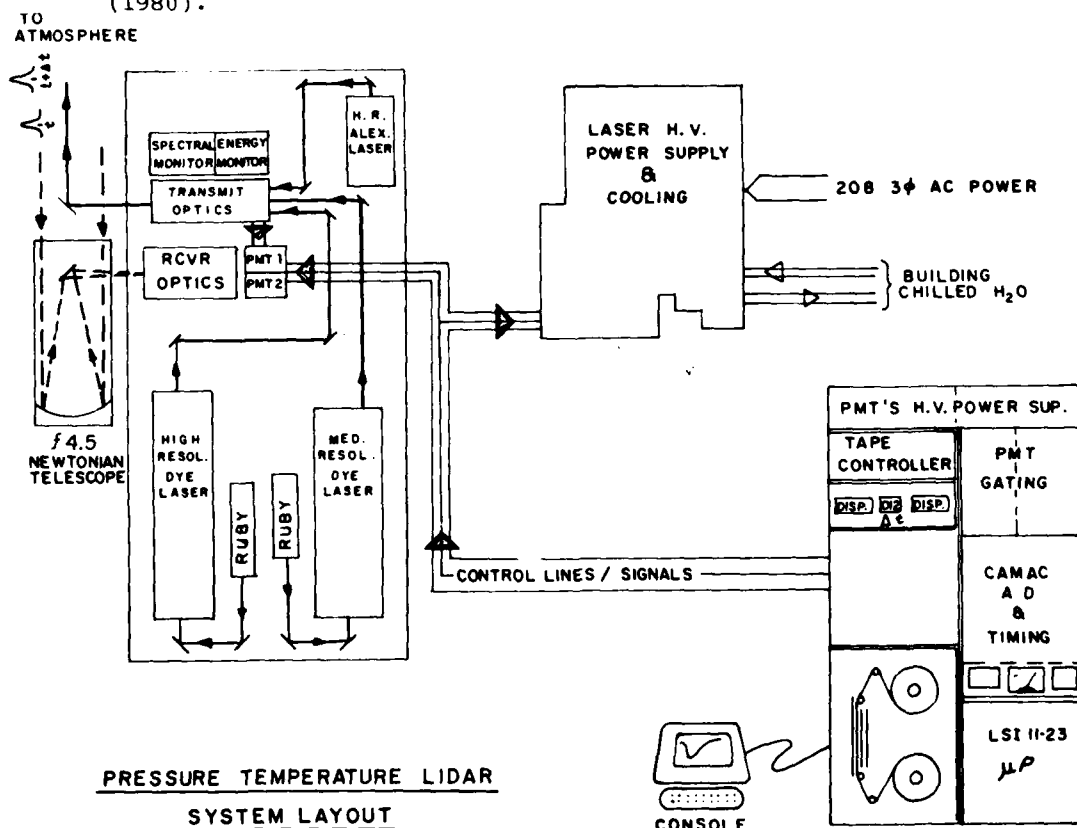 (1980).
TO
ATMOSPHERE
t+Δt
t
SPECTRAL
MONITOR
ENERGY
MONITOR
TRANSMIT
OPTICS
H. R.
ALEX.
LASER
RCVR
OPTICS
PMT 1
PMT 2
f 4.5
NEWTONIAN
TELESCOPE
HIGH
RESOL.
DYE
LASER
RUBY
RUBY
MED.
RESOL.
DYE
LASER
LASER H.V.
POWER SUPPLY
&
COOLING
208 3ϕ AC POWER
BUILDING
CHILLED H₂O
CONTROL LINES / SIGNALS
PMT'S H.V. POWER SUP.
TAPE
CONTROLLER
DISP. DI2 DISP.
Δt
PMT
GATING
CAMAC
A D
&
TIMING
LSI 11-23
μP
CONSOLE
PRESSURE TEMPERATURE LIDAR
SYSTEM LAYOUT